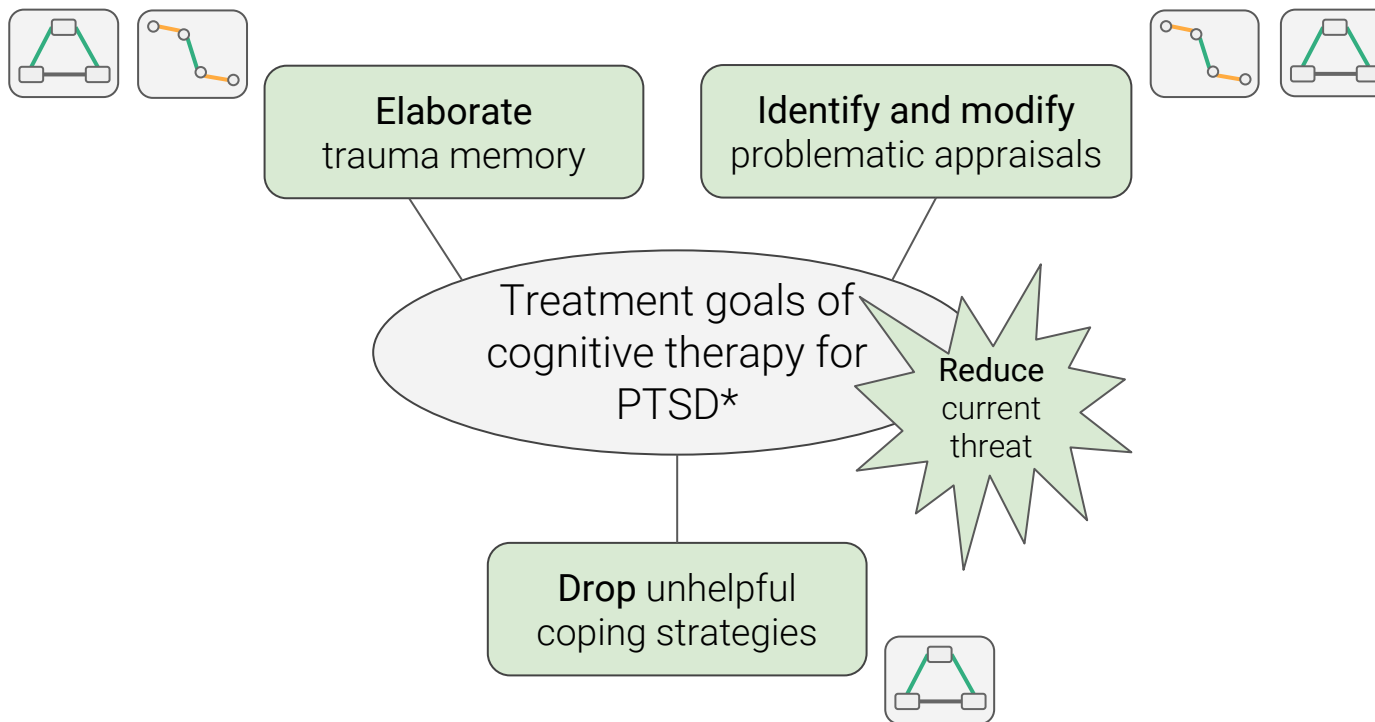 Elaborate
trauma memory
Identify and modify
problematic appraisals
Treatment goals of
cognitive therapy for
PTSD*
Reduce
current
threat
Drop unhelpful
coping strategies